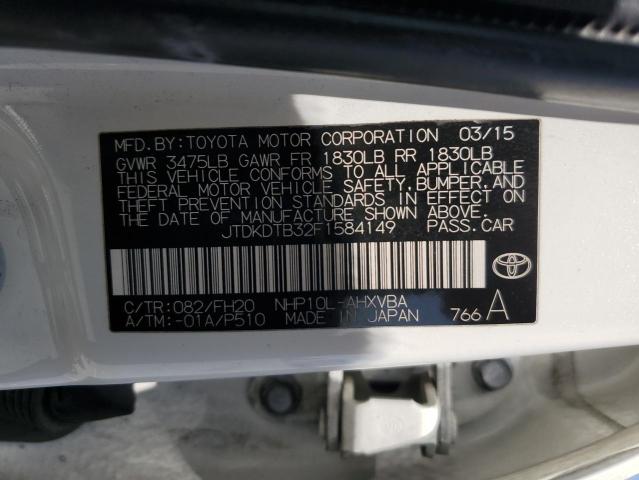 MFD.BY:TOYOTA MOTOR CORPORATION 03/15
GVWR 3475LB GAWR FR 1830LB RR 1830LB
THIS VEHICLE CONFORMS TO ALL APPLICABLE
FEDERAL MOTOR VEHICLE SAFETY,BUMPER,AND
THEFT PREVENTION STANDARDS IN EFFECT ON
THE DATE OF MANUFACTURE SHOWN ABOVE.
JTDKDTB32F1584149 PASS.CAR
C/TR:082/FH20 NHP10L-AHXVBA
A/TM:-01A/P510 MADE IN JAPAN 766 A